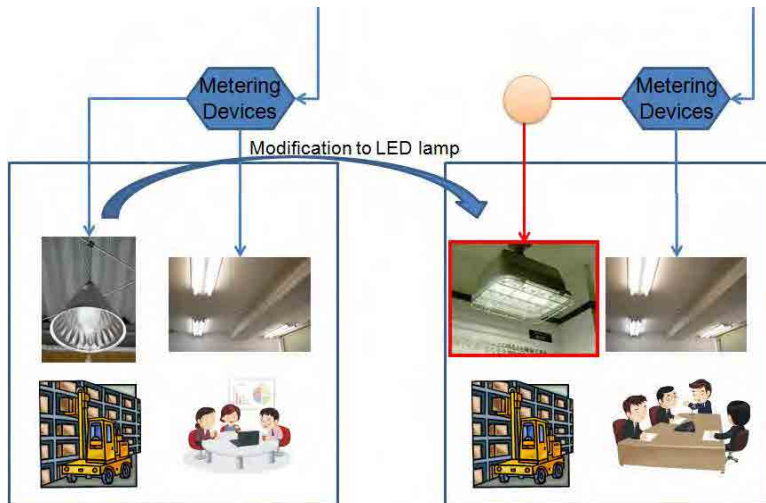 Metering
Devices
Metering
Devices
Modification to LED lamp